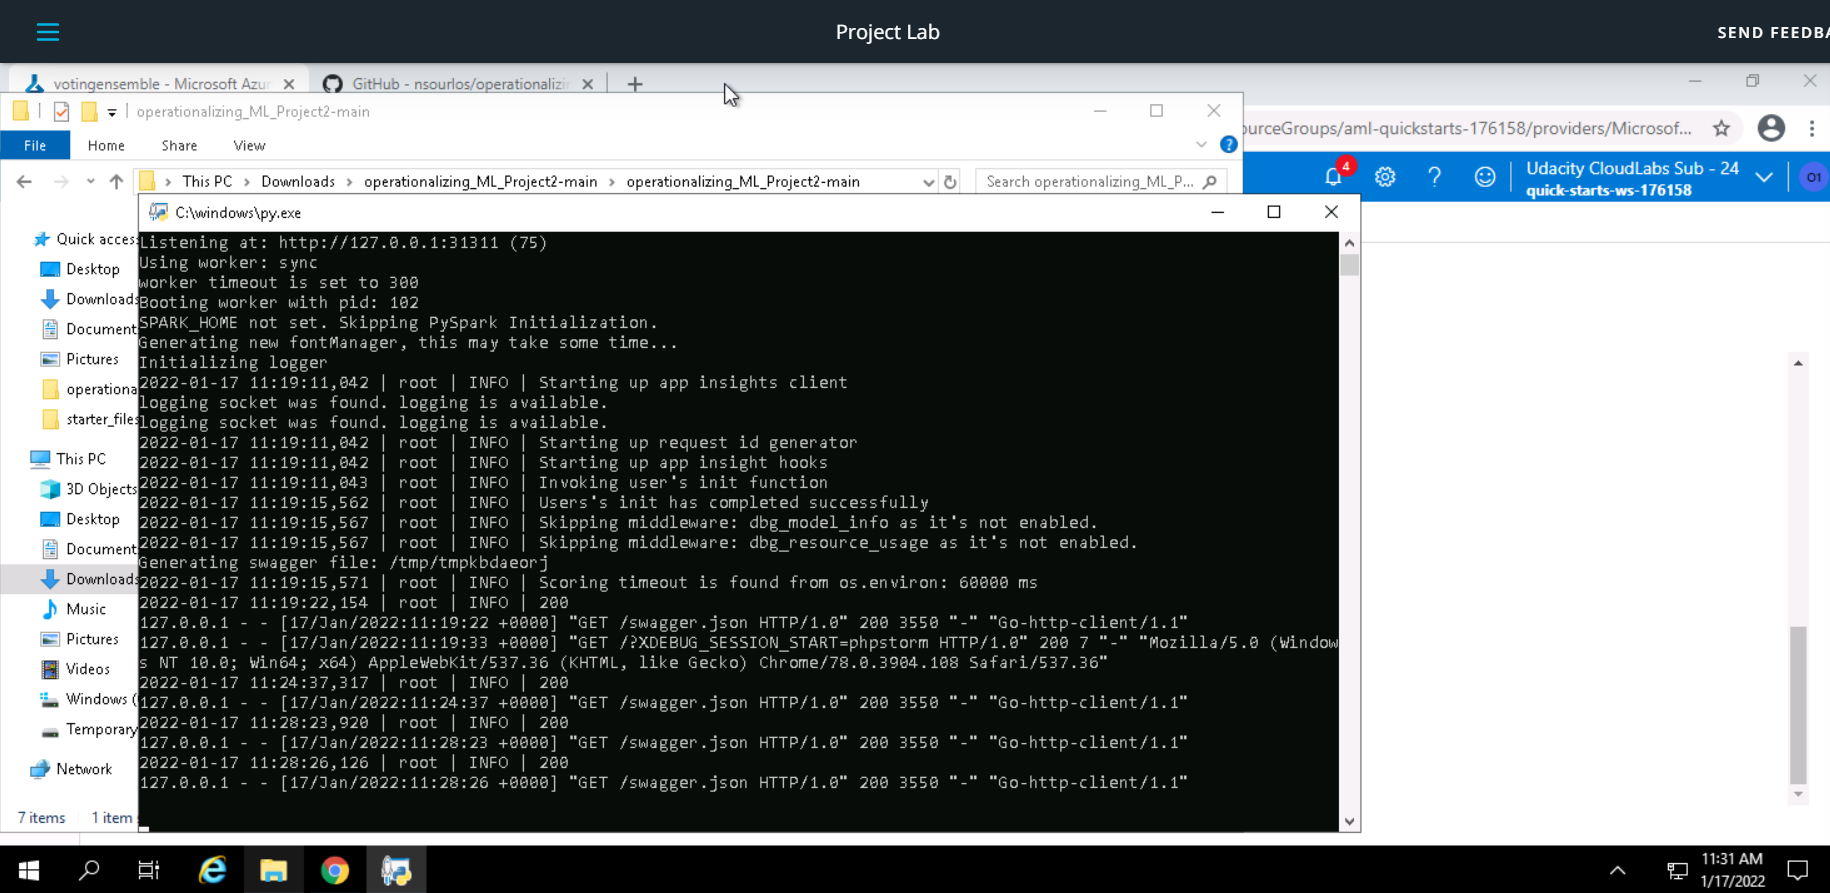 Project Lab
SEND FEEDBA
votingensemble - Microsoft Azur
GitHub - nsourlos/operationalizin
operationalizing_ML_Project2-main
urceGroups/aml-quickstarts-176158/providers/Microsof...
File Home Share View
4
Udacity CloudLabs Sub - 24
quick-starts-ws-176158
O1
This PC > Downloads > operationalizing_ML_Project2-main > operationalizing_ML_Project2-main
Search operationalizing_ML_P...
C:\windows\py.exe
Quick acces
Desktop
Downloads
Document
Pictures
operationa
starter_files
This PC
3D Objects
Desktop
Document
Downloads
Music
Pictures
Videos
Windows (
Temporary
Network
7 items 1 item
Listening at: http://127.0.0.1:31311 (75)
Using worker: sync
worker timeout is set to 300
Booting worker with pid: 102
SPARK_HOME not set. Skipping PySpark Initialization.
Generating new fontManager, this may take some time...
Initializing logger
2022-01-17 11:19:11,042 | root | INFO | Starting up app insights client
logging socket was found. logging is available.
logging socket was found. logging is available.
2022-01-17 11:19:11,042 | root | INFO | Starting up request id generator
2022-01-17 11:19:11,042 | root | INFO | Starting up app insight hooks
2022-01-17 11:19:11,043 | root | INFO | Invoking user's init function
2022-01-17 11:19:15,562 | root | INFO | Users's init has completed successfully
2022-01-17 11:19:15,567 | root | INFO | Skipping middleware: dbg_model_info as it's not enabled.
2022-01-17 11:19:15,567 | root | INFO | Skipping middleware: dbg_resource_usage as it's not enabled.
Generating swagger file: /tmp/tmpkbdaeorj
2022-01-17 11:19:15,571 | root | INFO | Scoring timeout is found from os.environ: 60000 ms
2022-01-17 11:19:22,154 | root | INFO | 200
127.0.0.1 - - [17/Jan/2022:11:19:22 +0000] "GET /swagger.json HTTP/1.0" 200 3550 "-" "Go-http-client/1.1"
127.0.0.1 - - [17/Jan/2022:11:19:33 +0000] "GET /?XDEBUG_SESSION_START=phpstorm HTTP/1.0" 200 7 "-" "Mozilla/5.0 (Window
s NT 10.0; Win64; x64) AppleWebKit/537.36 (KHTML, like Gecko) Chrome/78.0.3904.108 Safari/537.36"
2022-01-17 11:24:37,317 | root | INFO | 200
127.0.0.1 - - [17/Jan/2022:11:24:37 +0000] "GET /swagger.json HTTP/1.0" 200 3550 "-" "Go-http-client/1.1"
2022-01-17 11:28:23,920 | root | INFO | 200
127.0.0.1 - - [17/Jan/2022:11:28:23 +0000] "GET /swagger.json HTTP/1.0" 200 3550 "-" "Go-http-client/1.1"
2022-01-17 11:28:26,126 | root | INFO | 200
127.0.0.1 - - [17/Jan/2022:11:28:26 +0000] "GET /swagger.json HTTP/1.0" 200 3550 "-" "Go-http-client/1.1"
11:31 AM
1/17/2022